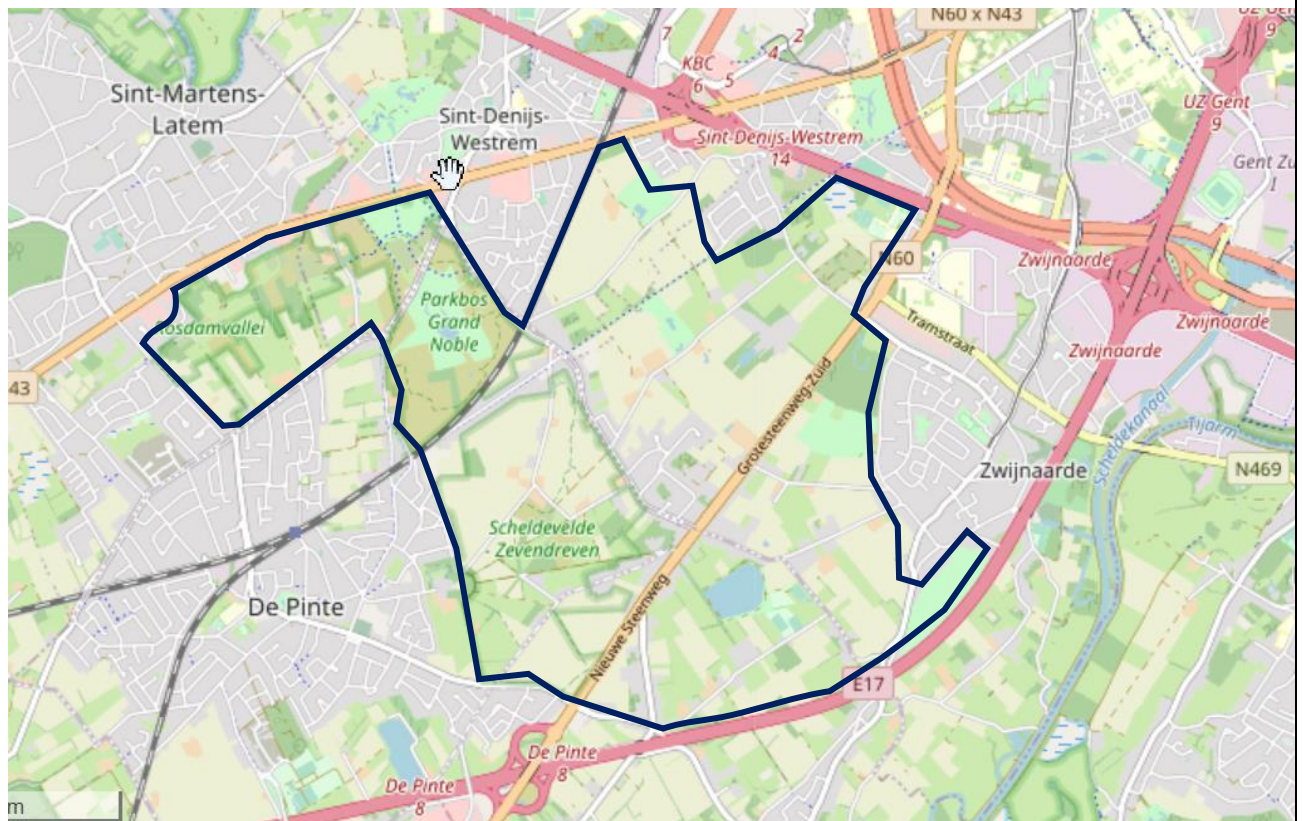 N60 x N43
UZ Gent
9
7
2
4
KBC
6
5
Sint-Martens-
Latem
Sint-Denijs-
Westrem
UZ Gent
9
Sint-Denijs-Westrem
14
Gent Zu
I
N60
Zwijnaarde
Parkbos
Grand
Noble
Rosdamvallei
Tramstraat
Zwijnaarde
Zwijnaarde
43
Grotesteenweg-Zuid
Scheldekanaal
Tijarm
Zwijnaarde
N469
Scheldevelde
- Zevendreven
De Pinte
Nieuwe Steenweg
E17
De Pinte
8
De Pinte
8
m